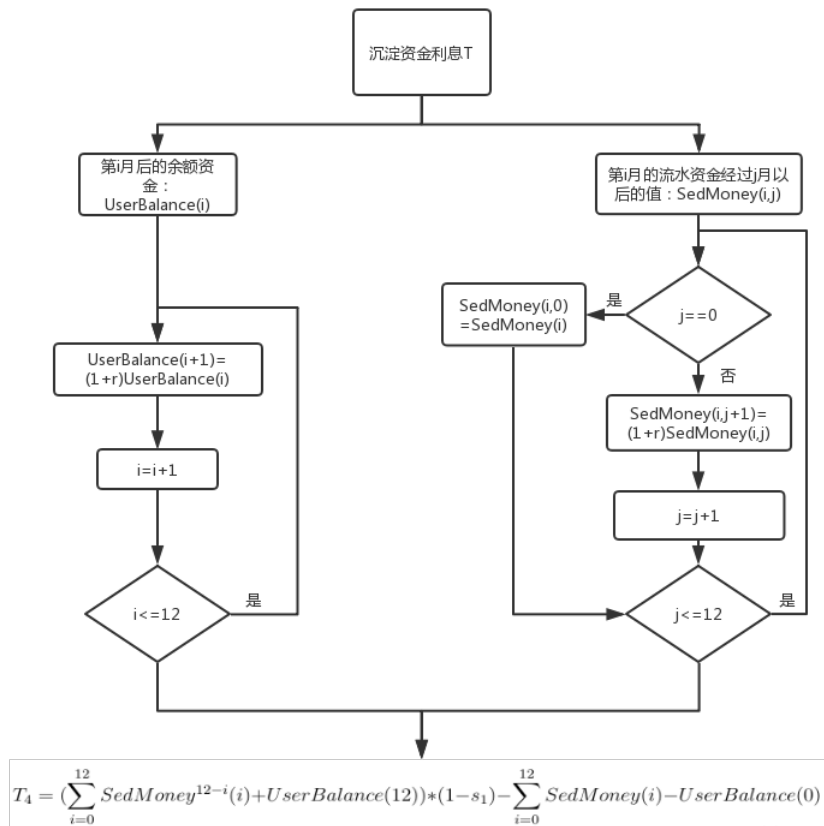 沉淀资金利息T
第i月后的余额资
金：
UserBalance(i)
第i月的流水资金经过j月以
后的值：SedMoney(i,j)
SedMoney(i,0)
=SedMoney(i)
是
j==0
否
UserBalance(i+1)=
(1+r)UserBalance(i)
SedMoney(i,j+1)=
(1+r)SedMoney(i,j)
i=i+1
j=j+1
i<=12
是
j<=12
是
T₄ = (∑_{i=0}^{12} SedMoney^{12−i}(i)+UserBalance(12))*(1−s₁)−∑_{i=0}^{12} SedMoney(i)−UserBalance(0)